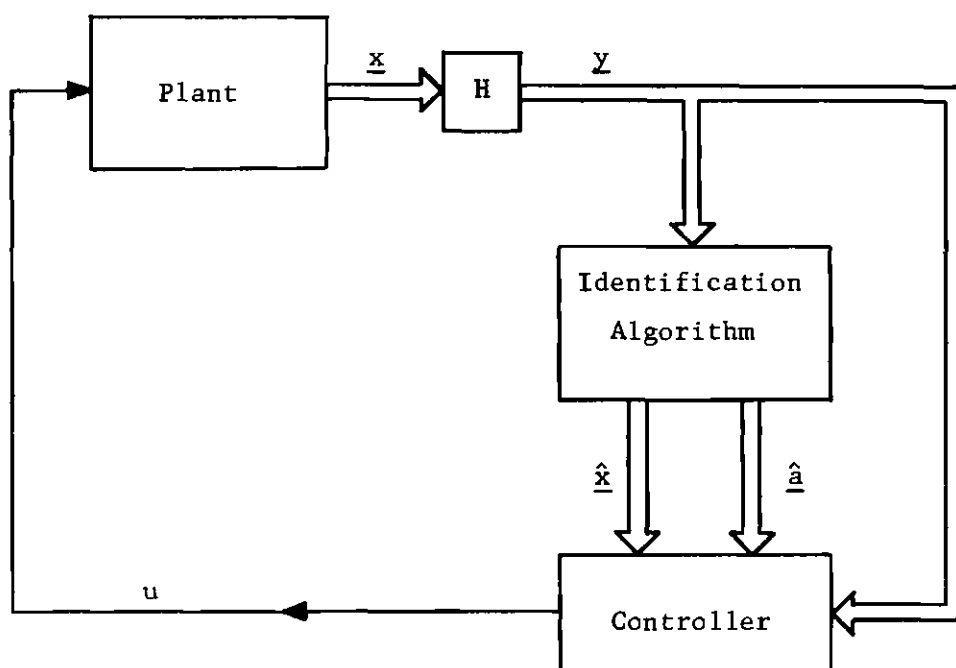 x
y
Plant
H
Identification
Algorithm
x̂
â
u
Controller